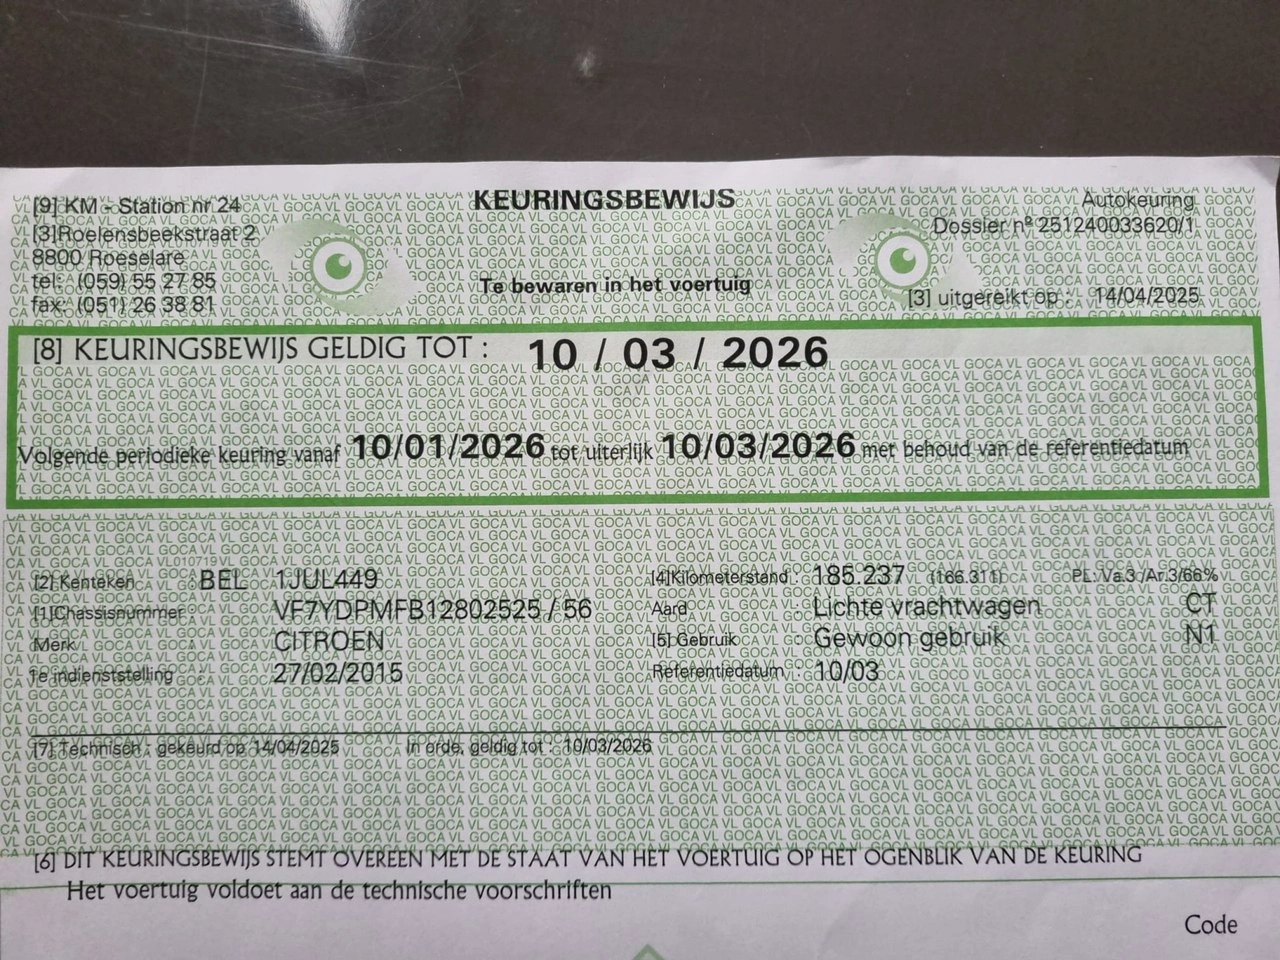 KEURINGSBEWIJS
Te bewaren in het voertuig
[9] KM - Station nr 24
[3]Roelensbeekstraat 2
8800 Roeselare
tel: (059) 55 27 85
fax: (051) 26 38 81
Autokeuring
Dossier nº 251240033620/1
[3] uitgereikt op : 14/04/2025
[8] KEURINGSBEWIJS GELDIG TOT : 10 / 03 / 2026
Volgende periodieke keuring vanaf 10/01/2026 tot uiterlijk 10/03/2026 met behoud van de referentiedatum
VL010719
[2] Kenteken : BEL 1JUL449
[1]Chassisnummer VF7YDPMFB12802525 / 56
Merk CITROEN
1e indienststelling : 27/02/2015
[4]Kilometerstand : 185.237 (166.311) PL: Va.3 /Ar.3/66%
Aard : Lichte vrachtwagen CT
[5] Gebruik : Gewoon gebruik N1
Referentiedatum : 10/03
[7] Technisch : gekeurd op 14/04/2025 In orde, geldig tot : 10/03/2026
[6] DIT KEURINGSBEWIJS STEMT OVEREEN MET DE STAAT VAN HET VOERTUIG OP HET OGENBLIK VAN DE KEURING
Het voertuig voldoet aan de technische voorschriften
Code